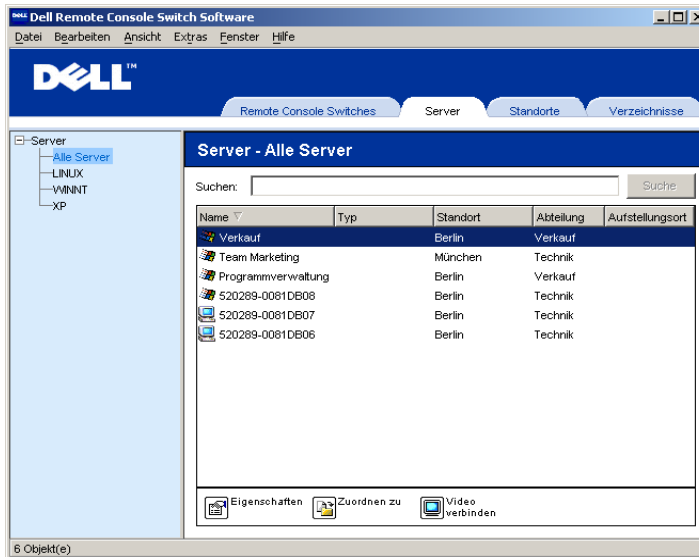 Dell Remote Console Switch Software
Datei Bearbeiten Ansicht Extras Fenster Hilfe
DELL™
Remote Console Switches Server Standorte Verzeichnisse
Server
Alle Server
LINUX
WINNT
XP
Server - Alle Server
Suchen: Suche
Name Typ Standort Abteilung Aufstellungsort
Verkauf Berlin Verkauf
Team Marketing München Technik
Programmverwaltung Berlin Verkauf
520289-0081DB08 Berlin Technik
520289-0081DB07 Berlin Technik
520289-0081DB06 Berlin Technik
Eigenschaften Zuordnen zu Video
verbinden
6 Objekt(e)